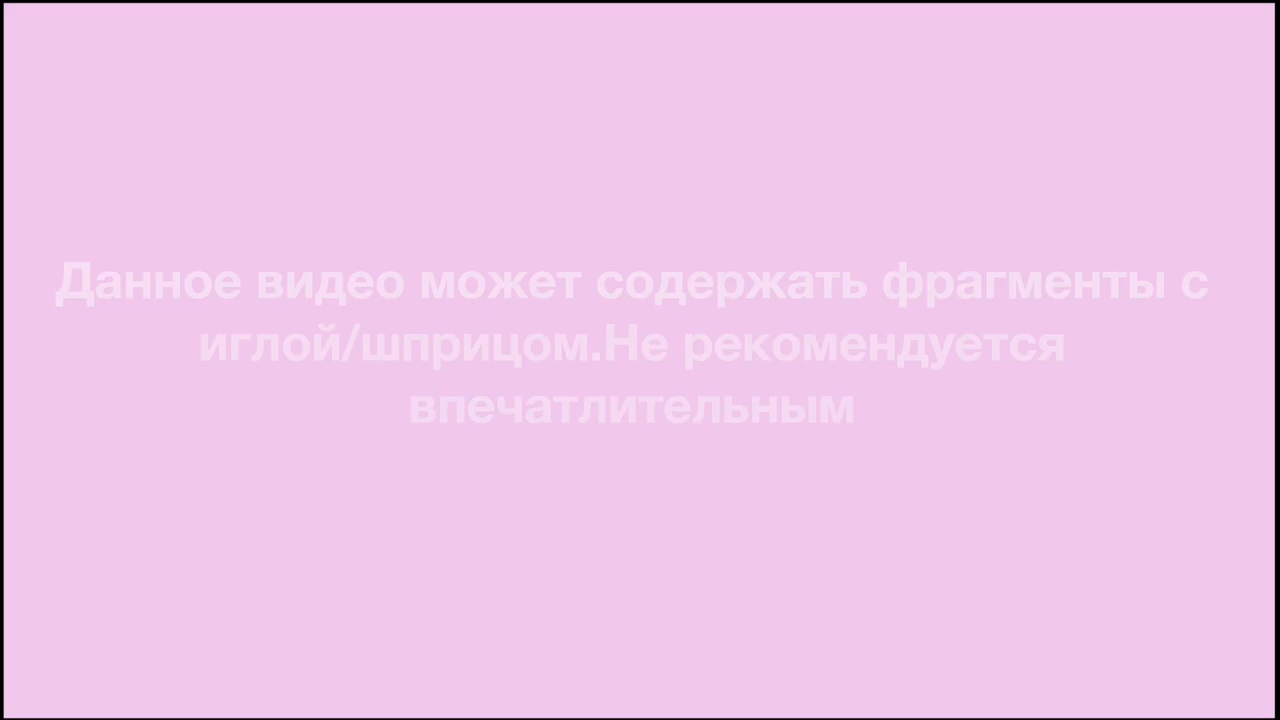 Данное видео может содержать фрагменты с
иглой/шприцом.Не рекомендуется
впечатлительным